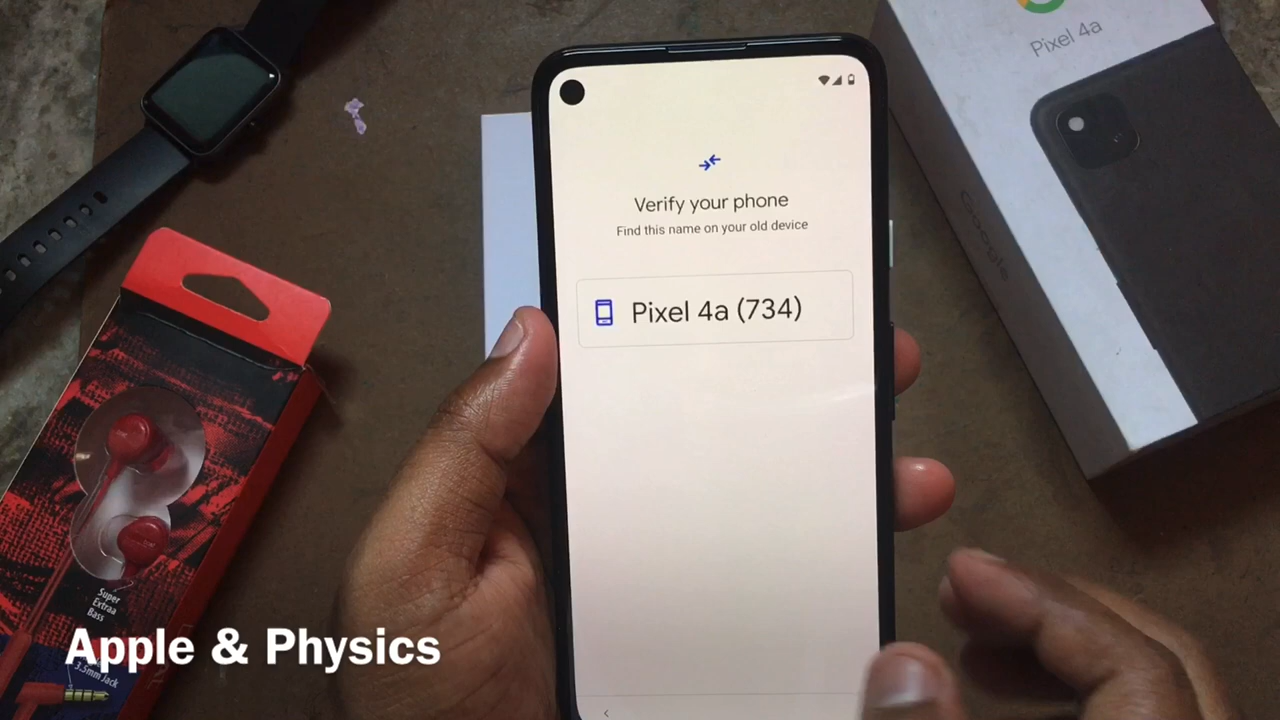 Pixel 4a
Google
Verify your phone
Find this name on your old device
Pixel 4a (734)
Super
Extraa
Bass
3.5mm Jack
Apple & Physics